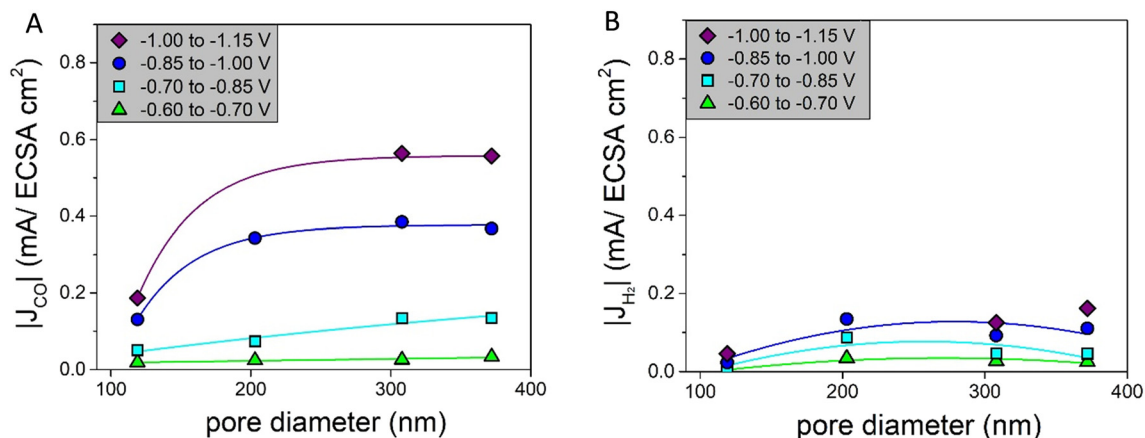 A
-1.00 to -1.15 V
-0.85 to -1.00 V
-0.70 to -0.85 V
-0.60 to -0.70 V
|J_CO| (mA/ ECSA cm²)
0.8
0.6
0.4
0.2
0.0
100 200 300 400
pore diameter (nm)
B
-1.00 to -1.15 V
-0.85 to -1.00 V
-0.70 to -0.85 V
-0.60 to -0.70 V
|J_H₂| (mA/ ECSA cm²)
0.8
0.6
0.4
0.2
0.0
100 200 300 400
pore diameter (nm)